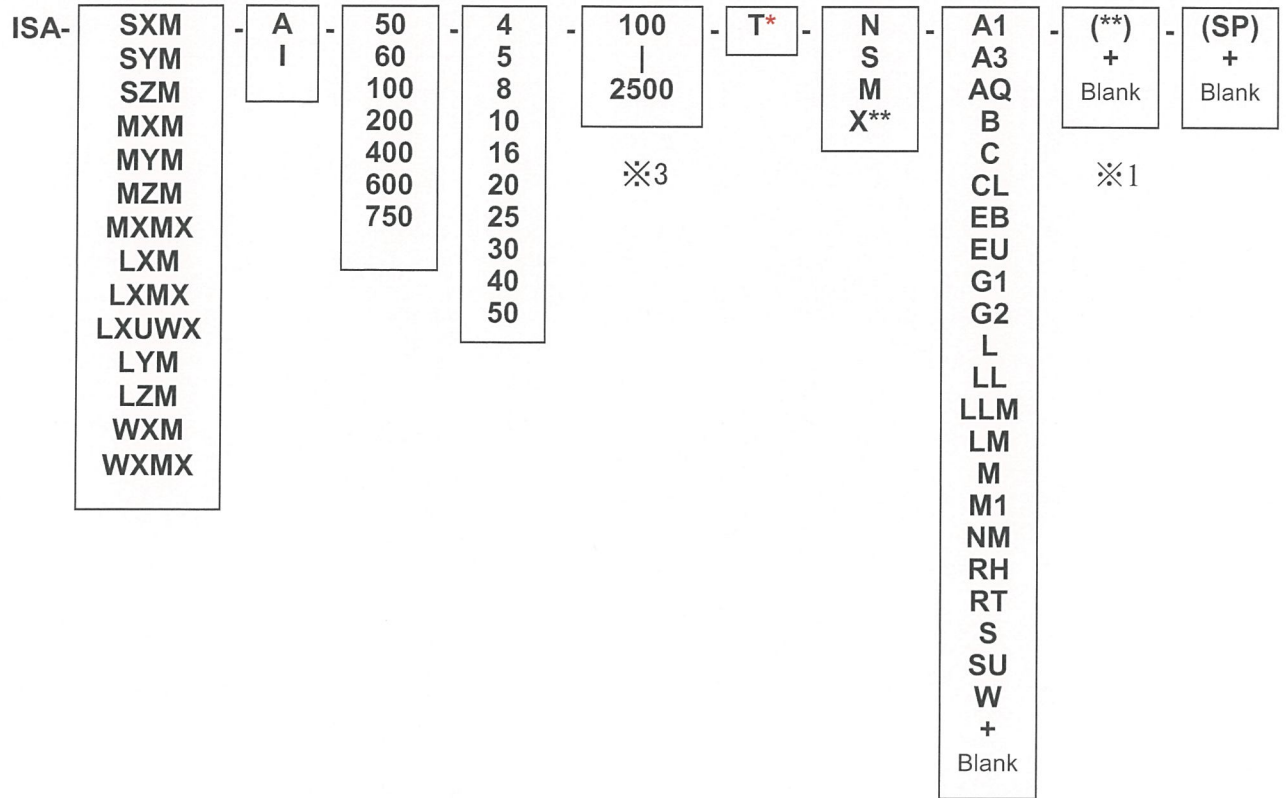 ISA- SXM - A - 50 - 4 - 100 - T* - N - A1 - (**) - (SP)
SYM I 60 5 | S A3 + +
SZM 100 8 2500 M AQ Blank Blank
MXM 200 10 X** B
MYM 400 16 ※3 C ※1
MZM 600 20 CL
MXMX 750 25 EB
LXM 30 EU
LXMX 40 G1
LXUWX 50 G2
LYM L
LZM LL
WXM LLM
WXMX LM
M
M1
NM
RH
RT
S
SU
W
+
Blank